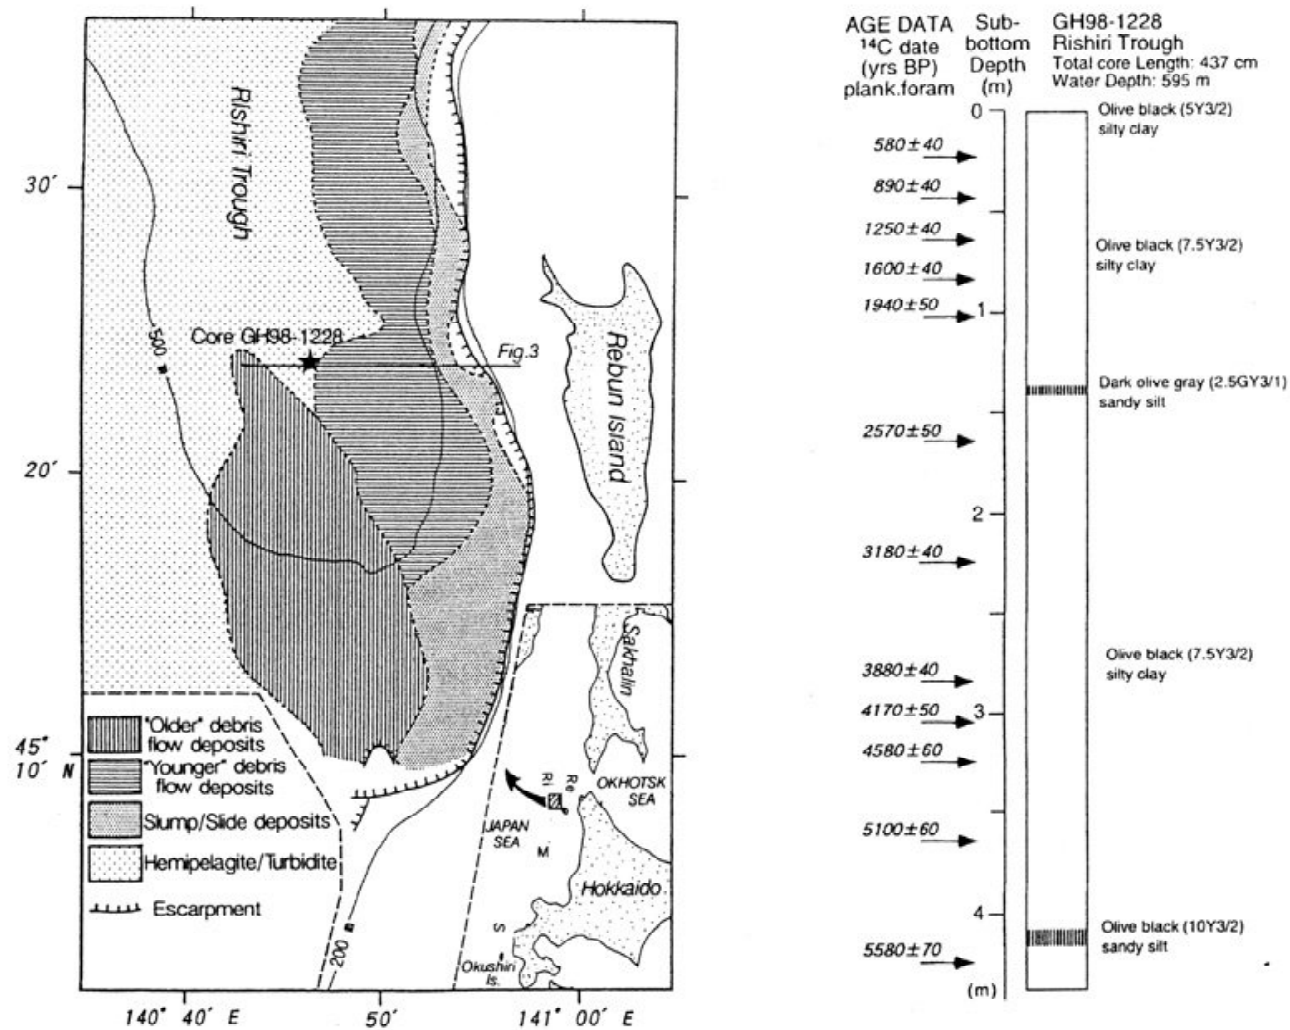 30′
20′
45°
10′ N
140° 40′ E
50′
141° 00′ E
Rishiri Trough
500 m
Core GH98-1228
Fig.3
Rebun Island
"Older" debris
flow deposits
"Younger" debris
flow deposits
Slump/Slide deposits
Hemipelagite/Turbidite
Escarpment
200 m
Sakhalin
Ri
Re
OKHOTSK
SEA
JAPAN
SEA
M
Hokkaido
S
Okushiri
Is.
AGE DATA
14C date
(yrs BP)
plank.foram
Sub-
bottom
Depth
(m)
GH98-1228
Rishiri Trough
Total core Length: 437 cm
Water Depth: 595 m
0
1
2
3
4
(m)
580±40
890±40
1250±40
1600±40
1940±50
2570±50
3180±40
3880±40
4170±50
4580±60
5100±60
5580±70
Olive black (5Y3/2)
silty clay
Olive black (7.5Y3/2)
silty clay
Dark olive gray (2.5GY3/1)
sandy silt
Olive black (7.5Y3/2)
silty clay
Olive black (10Y3/2)
sandy silt